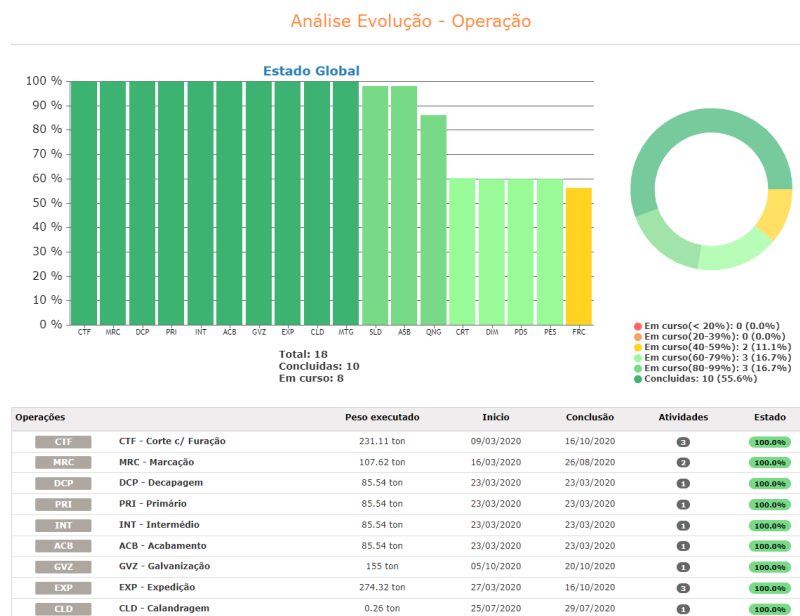 Análise Evolução - Operação
Estado Global
100 %
90 %
80 %
70 %
60 %
50 %
40 %
30 %
20 %
10 %
0 %
CTF MRC DCP PRI INT ACB GVZ EXP CLD MTG SLD ASB QNG CRT DIM PDS PES FRC
Total: 18
Concluidas: 10
Em curso: 8
Em curso(< 20%): 0 (0.0%)
Em curso(20-39%): 0 (0.0%)
Em curso(40-59%): 2 (11.1%)
Em curso(60-79%): 3 (16.7%)
Em curso(80-99%): 3 (16.7%)
Concluidas: 10 (55.6%)
Operações Peso executado Inicio Conclusão Atividades Estado
CTF CTF - Corte c/ Furação 231.11 ton 09/03/2020 16/10/2020 3 100.0%
MRC MRC - Marcação 107.62 ton 16/03/2020 26/08/2020 2 100.0%
DCP DCP - Decapagem 85.54 ton 23/03/2020 23/03/2020 1 100.0%
PRI PRI - Primário 85.54 ton 23/03/2020 23/03/2020 1 100.0%
INT INT - Intermédio 85.54 ton 23/03/2020 23/03/2020 1 100.0%
ACB ACB - Acabamento 85.54 ton 23/03/2020 23/03/2020 1 100.0%
GVZ GVZ - Galvanização 155 ton 05/10/2020 20/10/2020 1 100.0%
EXP EXP - Expedição 274.32 ton 27/03/2020 16/10/2020 3 100.0%
CLD CLD - Calandragem 0.26 ton 25/07/2020 29/07/2020 1 100.0%